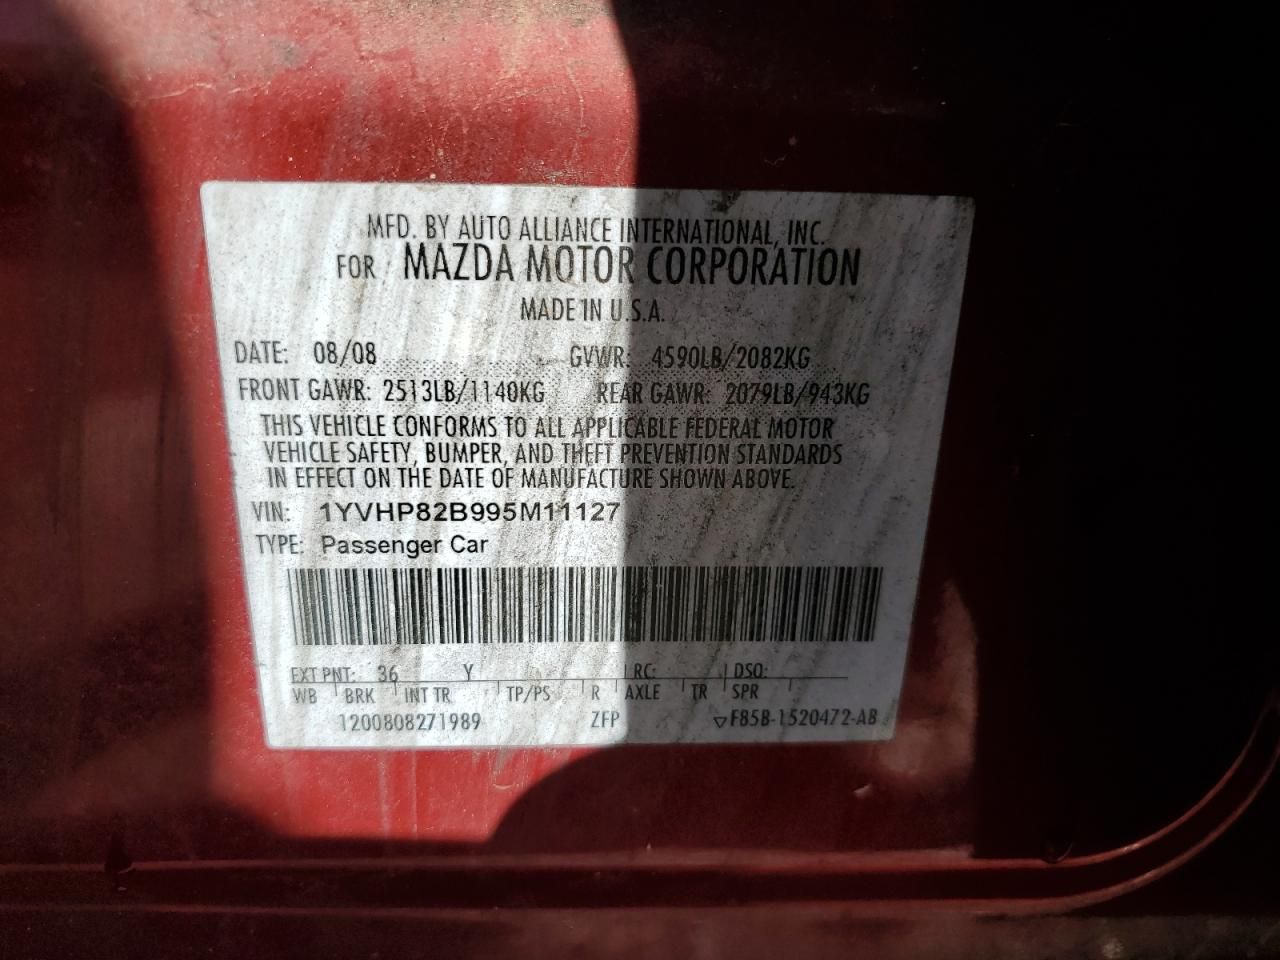 MFD. BY AUTO ALLIANCE INTERNATIONAL, INC.
FOR MAZDA MOTOR CORPORATION
MADE IN U.S.A.
DATE: 08/08 GVWR: 4590LB/2082KG
FRONT GAWR: 2513LB/1140KG REAR GAWR: 2079LB/943KG
THIS VEHICLE CONFORMS TO ALL APPLICABLE FEDERAL MOTOR
VEHICLE SAFETY, BUMPER, AND THEFT PREVENTION STANDARDS
IN EFFECT ON THE DATE OF MANUFACTURE SHOWN ABOVE.
VIN: 1YVHP82B995M11127
TYPE: Passenger Car
EXT PNT: 36 Y RC: DSO:
WB BRK INT TR TP/PS R AXLE TR SPR
1200808271989 ZFP ▽F85B-1520472-AB